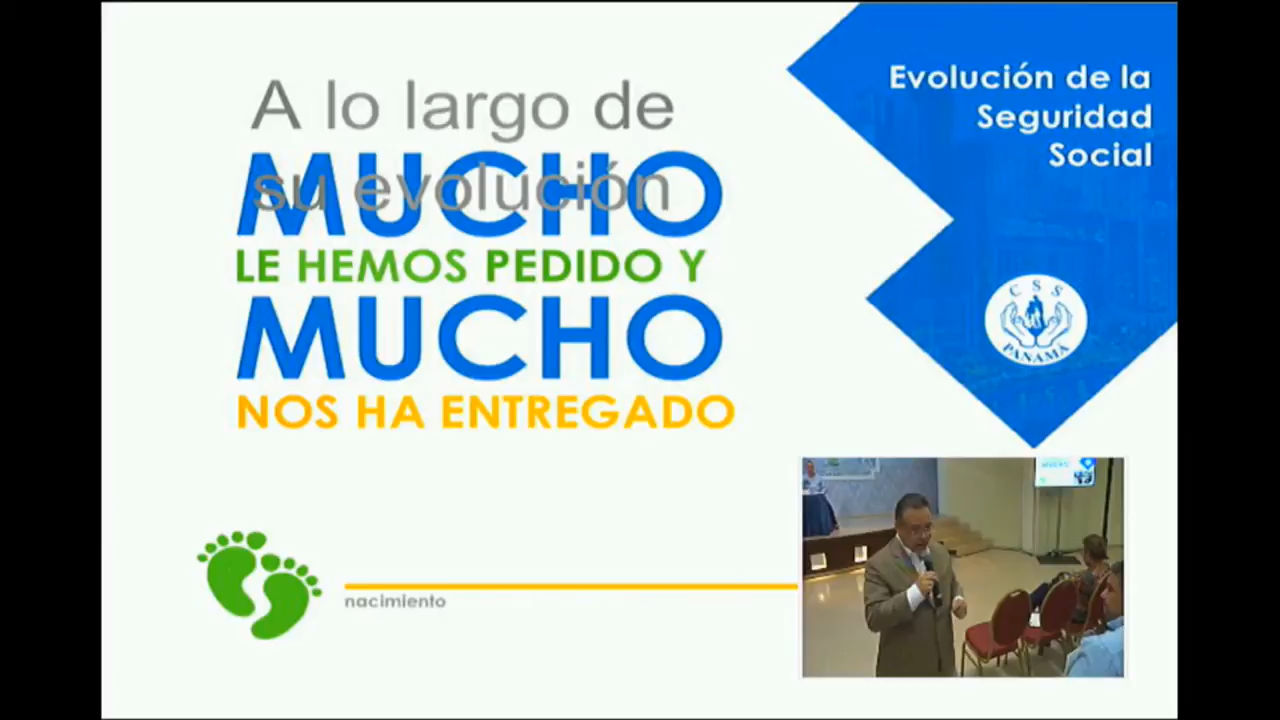 A lo largo de
su evolución
MUCHO
LE HEMOS PEDIDO Y
MUCHO
NOS HA ENTREGADO
Evolución de la
Seguridad
Social
CSS
PANAMÁ
nacimiento